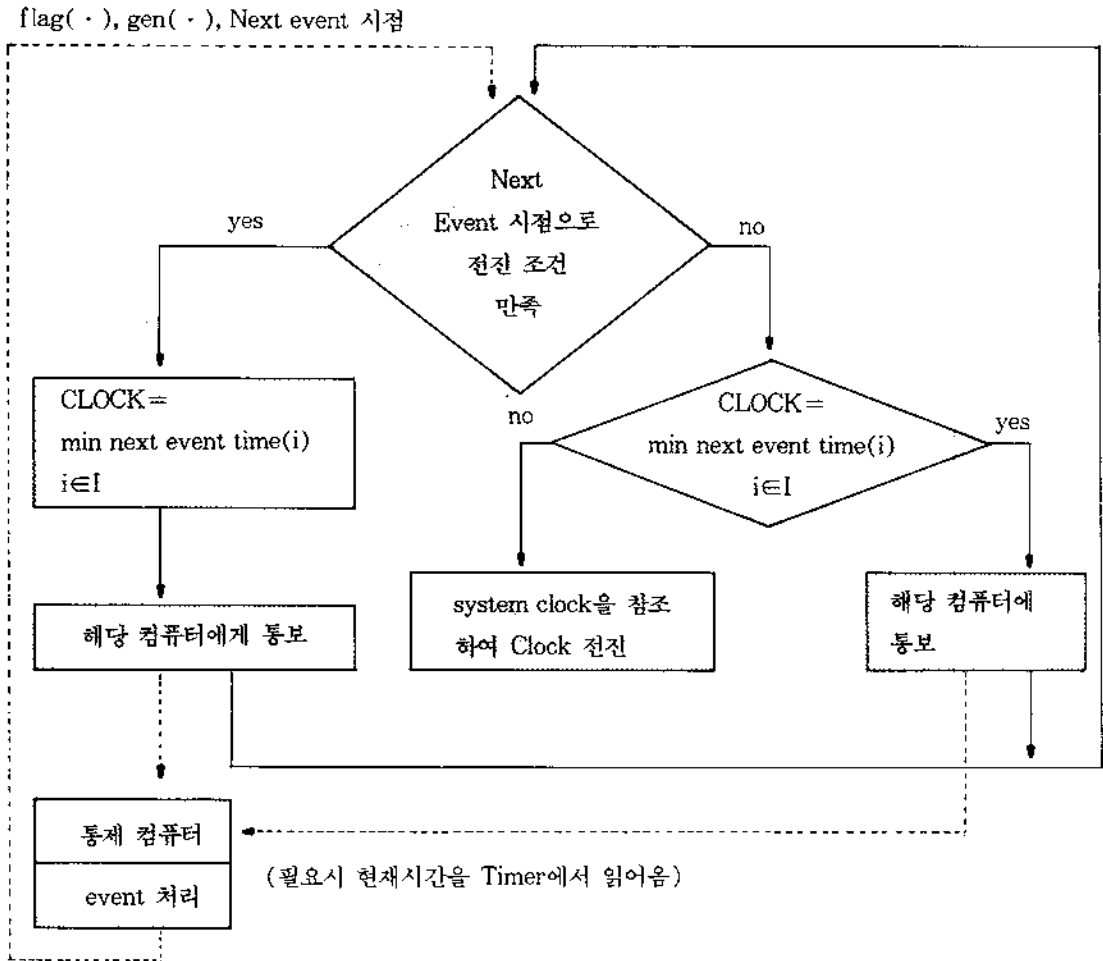 flag( · ), gen( · ), Next event 시점
Next
Event 시점으로
전진 조건
만족
yes
no
CLOCK=
min next event time(i)
i∈I
no
CLOCK=
min next event time(i)
i∈I
yes
해당 컴퓨터에게 통보
system clock을 참조
하여 Clock 전진
해당 컴퓨터에
통보
통제 컴퓨터
event 처리
(필요시 현재시간을 Timer에서 읽어옴)